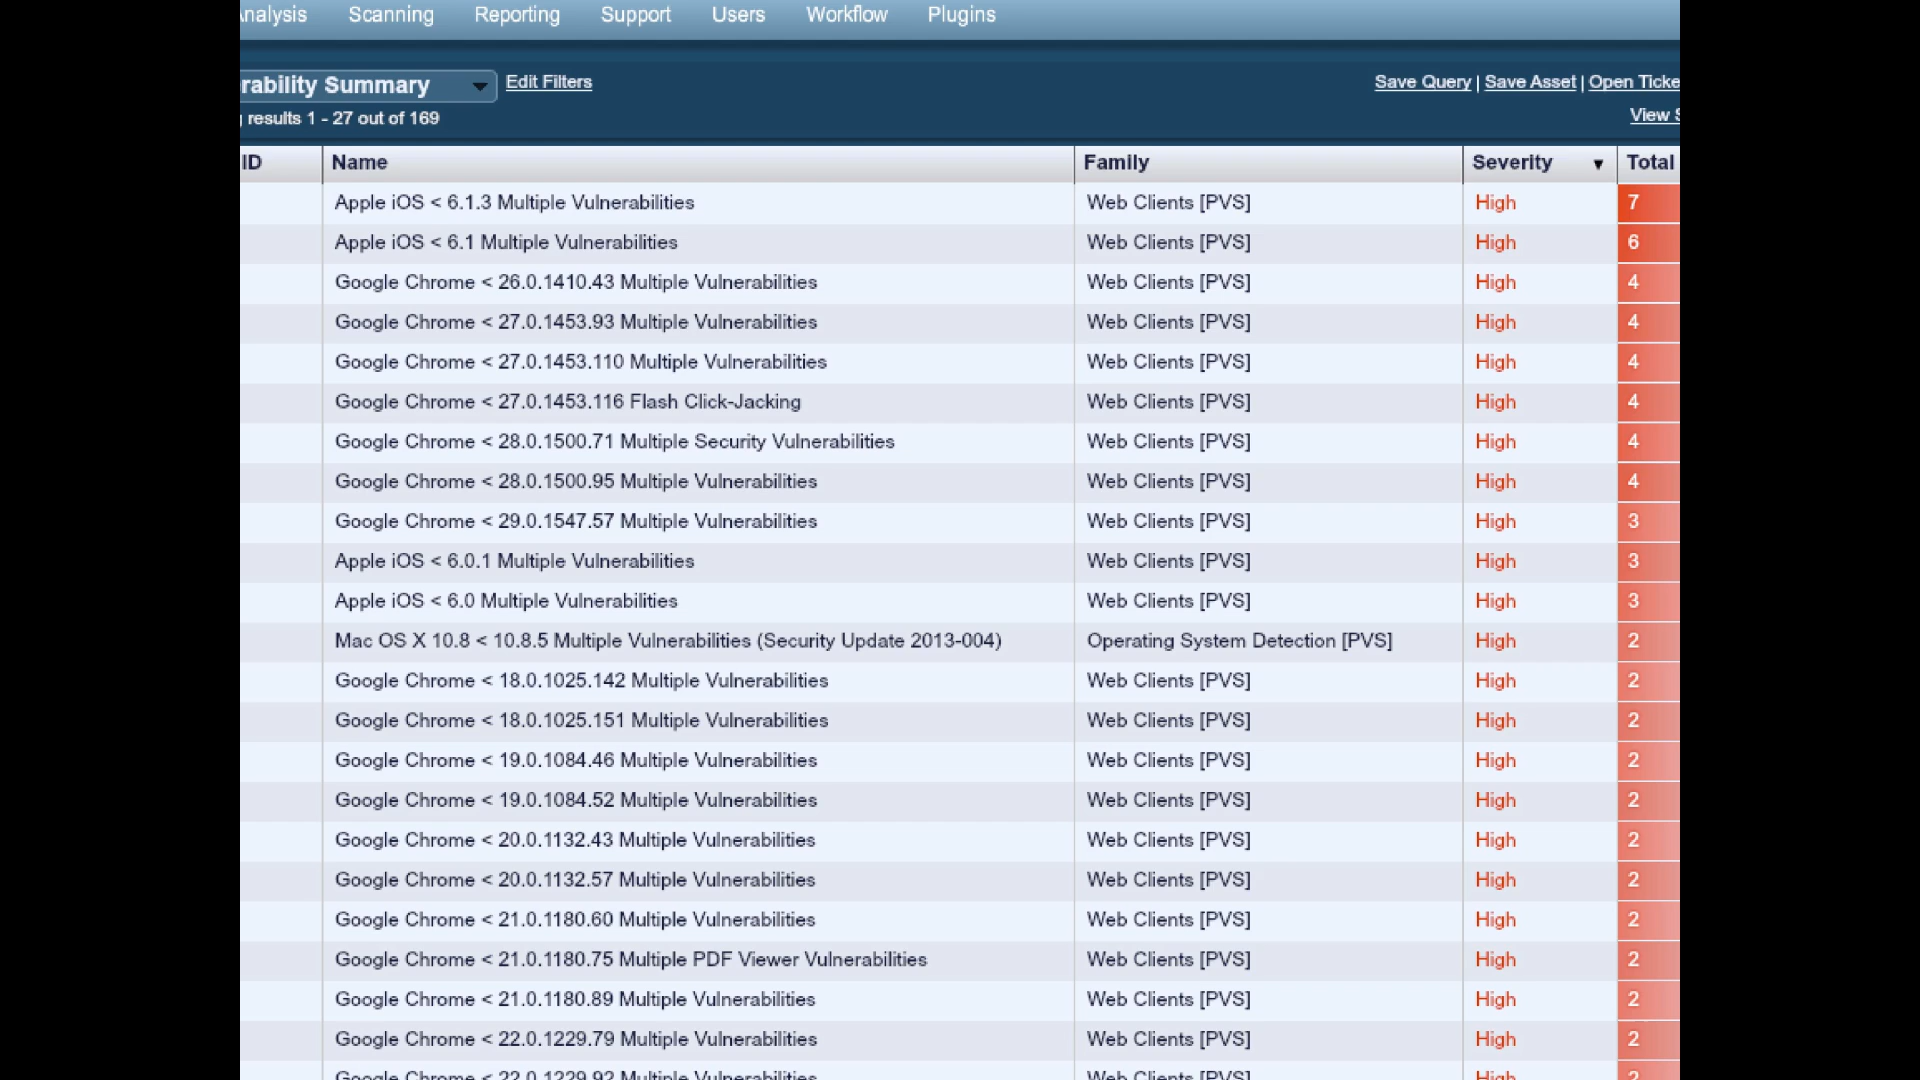 Analysis Scanning Reporting Support Users Workflow Plugins
rability Summary Edit Filters Save Query | Save Asset | Open Ticke
results 1 - 27 out of 169 View S
ID Name Family Severity Total
Apple iOS < 6.1.3 Multiple Vulnerabilities Web Clients [PVS] High 7
Apple iOS < 6.1 Multiple Vulnerabilities Web Clients [PVS] High 6
Google Chrome < 26.0.1410.43 Multiple Vulnerabilities Web Clients [PVS] High 4
Google Chrome < 27.0.1453.93 Multiple Vulnerabilities Web Clients [PVS] High 4
Google Chrome < 27.0.1453.110 Multiple Vulnerabilities Web Clients [PVS] High 4
Google Chrome < 27.0.1453.116 Flash Click-Jacking Web Clients [PVS] High 4
Google Chrome < 28.0.1500.71 Multiple Security Vulnerabilities Web Clients [PVS] High 4
Google Chrome < 28.0.1500.95 Multiple Vulnerabilities Web Clients [PVS] High 4
Google Chrome < 29.0.1547.57 Multiple Vulnerabilities Web Clients [PVS] High 3
Apple iOS < 6.0.1 Multiple Vulnerabilities Web Clients [PVS] High 3
Apple iOS < 6.0 Multiple Vulnerabilities Web Clients [PVS] High 3
Mac OS X 10.8 < 10.8.5 Multiple Vulnerabilities (Security Update 2013-004) Operating System Detection [PVS] High 2
Google Chrome < 18.0.1025.142 Multiple Vulnerabilities Web Clients [PVS] High 2
Google Chrome < 18.0.1025.151 Multiple Vulnerabilities Web Clients [PVS] High 2
Google Chrome < 19.0.1084.46 Multiple Vulnerabilities Web Clients [PVS] High 2
Google Chrome < 19.0.1084.52 Multiple Vulnerabilities Web Clients [PVS] High 2
Google Chrome < 20.0.1132.43 Multiple Vulnerabilities Web Clients [PVS] High 2
Google Chrome < 20.0.1132.57 Multiple Vulnerabilities Web Clients [PVS] High 2
Google Chrome < 21.0.1180.60 Multiple Vulnerabilities Web Clients [PVS] High 2
Google Chrome < 21.0.1180.75 Multiple PDF Viewer Vulnerabilities Web Clients [PVS] High 2
Google Chrome < 21.0.1180.89 Multiple Vulnerabilities Web Clients [PVS] High 2
Google Chrome < 22.0.1229.79 Multiple Vulnerabilities Web Clients [PVS] High 2
Google Chrome < 22.0.1229.92 Multiple Vulnerabilities Web Clients [PVS] High 2